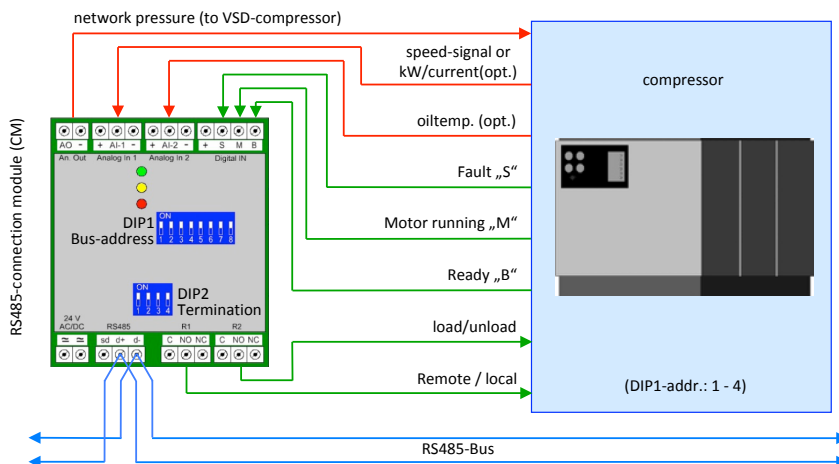 network pressure (to VSD-compressor)
speed-signal or
kW/current(opt.)
compressor
oiltemp. (opt.)
RS485-connection module (CM)
AO - + AI-1 - + AI-2 - + S M B
An. Out Analog In 1 Analog In 2 Digital IN
Fault „S“
DIP1
Bus-address
ON
1 2 3 4 5 6 7 8
Motor running „M“
Ready „B“
ON
1 2 3 4
DIP2
Termination
24 V
AC/DC RS485 R1 R2
≃ ≃ sd d+ d- C NO NC C NO NC
load/unload
Remote / local
(DIP1-addr.: 1 - 4)
RS485-Bus